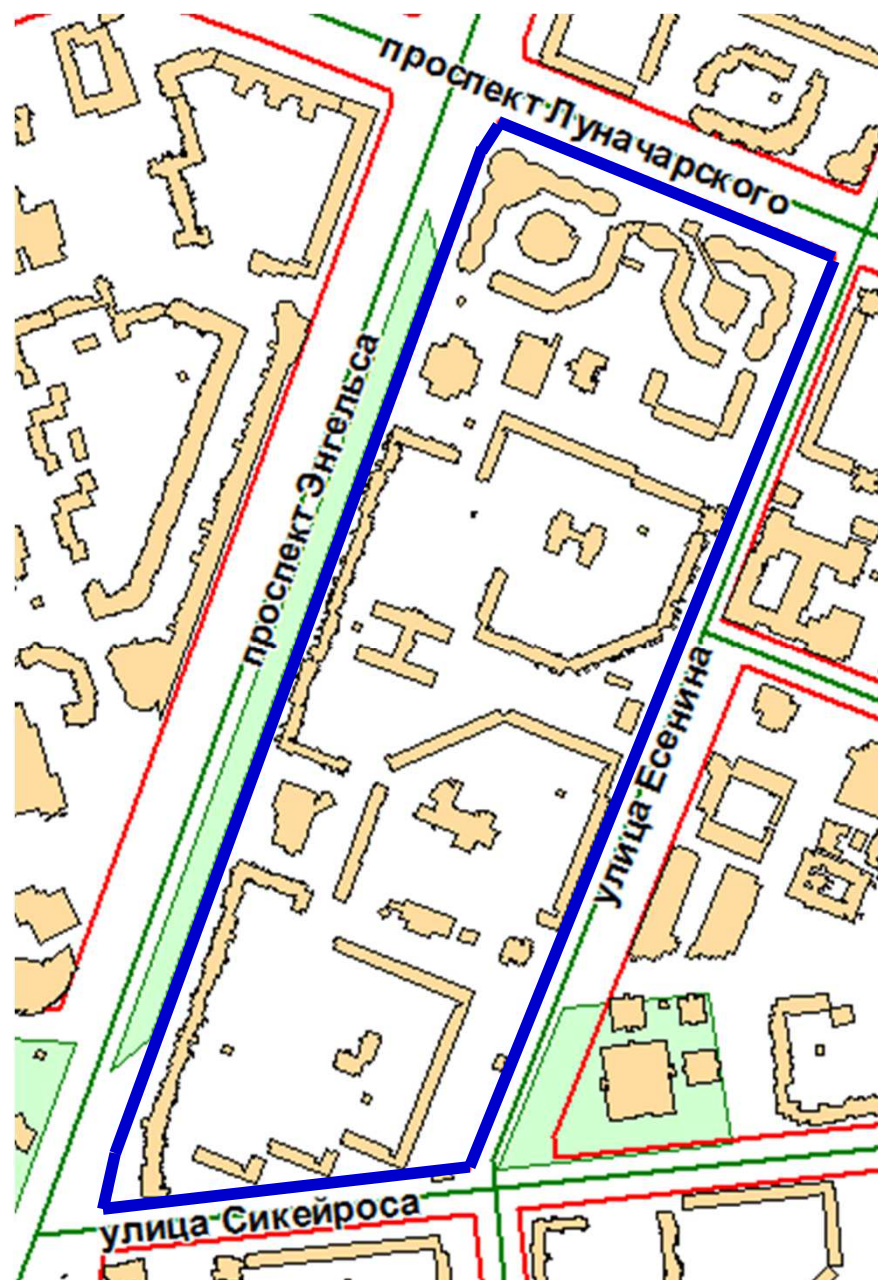 проспект Луначарского
проспект Энгельса
улица Есенина
улица Сикейроса